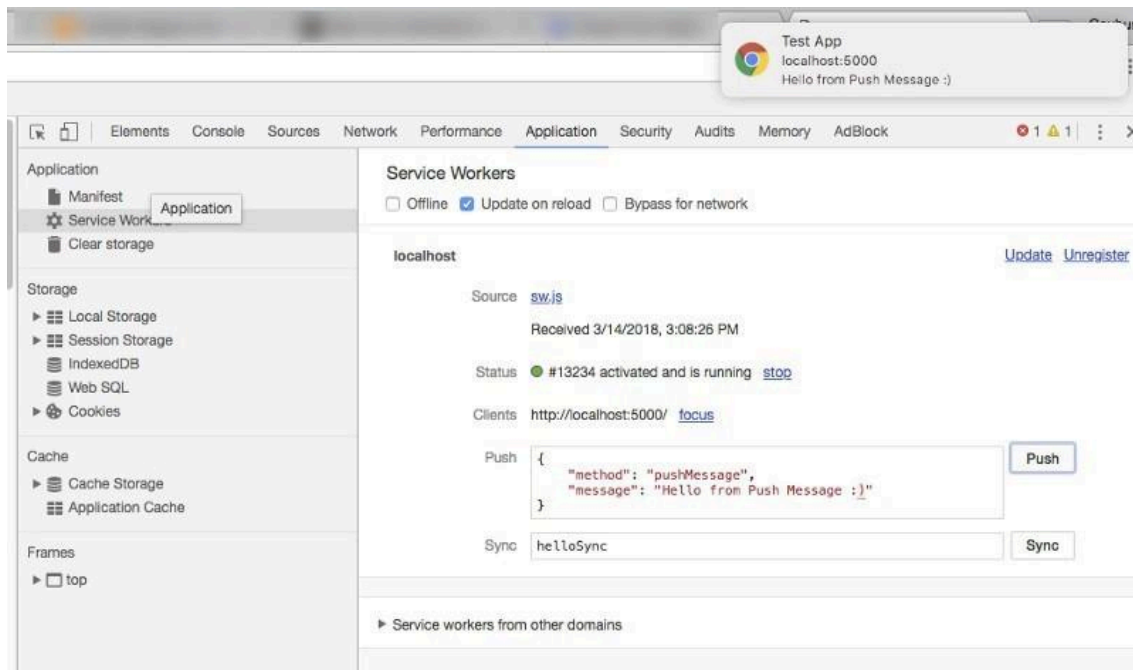 Test App
localhost:5000
Hello from Push Message :)
Elements Console Sources Network Performance Application Security Audits Memory AdBlock 1 1
Application
Manifest
Application
Service
Clear storage
Storage
Local Storage
Session Storage
IndexedDB
Web SQL
Cookies
Cache
Cache Storage
Application Cache
Frames
top
Service Workers
Offline Update on reload Bypass for network
localhost Update Unregister
Source sw.js
Received 3/14/2018, 3:08:26 PM
Status #13234 activated and is running stop
Clients http://localhost:5000/ focus
Push {
"method": "pushMessage",
"message": "Hello from Push Message :)"
}
Push
Sync helloSync Sync
Service workers from other domains